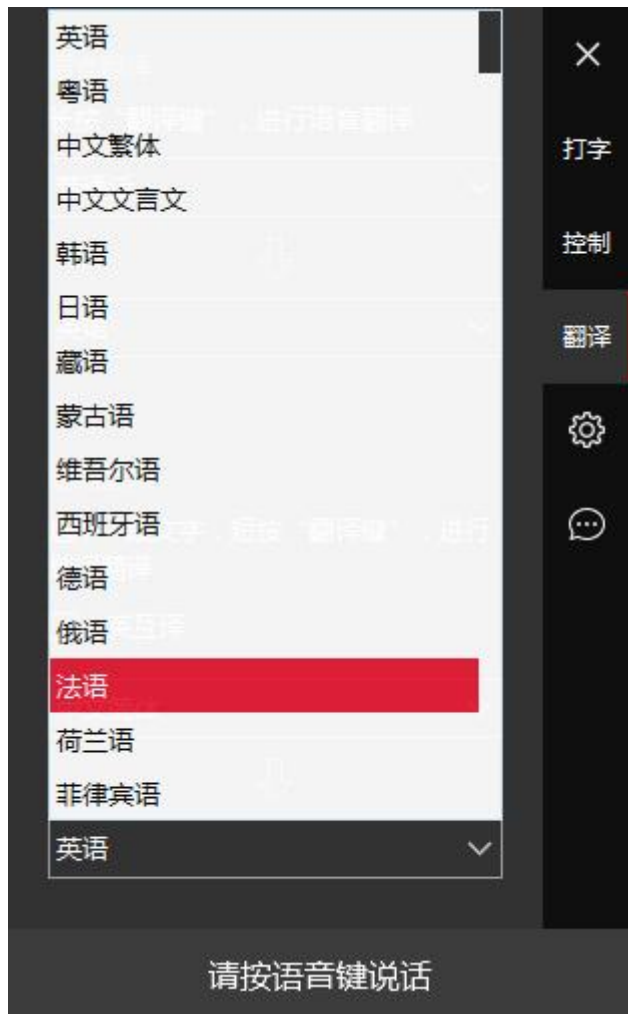 英语
粤语
中文繁体
中文文言文
韩语
日语
藏语
蒙古语
维吾尔语
西班牙语
德语
俄语
法语
荷兰语
菲律宾语
英语
打字
控制
翻译
请按语音键说话